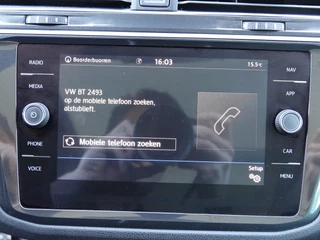 RADIO
MEDIA
PHONE
VOICE
Boarderbuorren
16:03
15.5°C
VW BT 2493
op de mobiele telefoon zoeken,
alstublieft.
Mobiele telefoon zoeken
Setup
NAV
APP
CAR
MENU